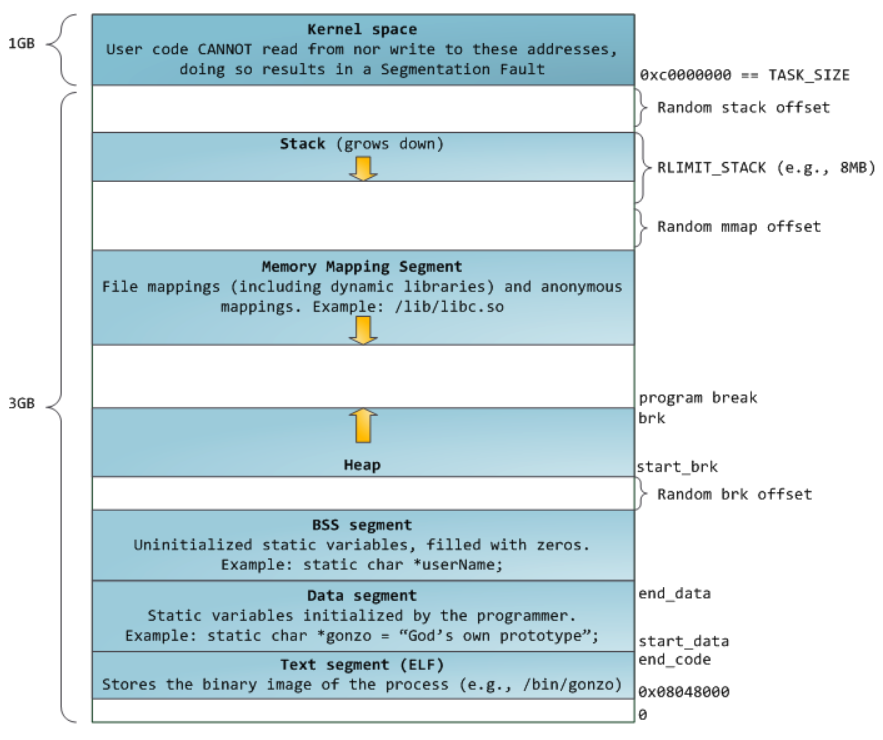 1GB
Kernel space
User code CANNOT read from nor write to these addresses,
doing so results in a Segmentation Fault
0xc0000000 == TASK_SIZE
Random stack offset
Stack (grows down)
RLIMIT_STACK (e.g., 8MB)
Random mmap offset
Memory Mapping Segment
File mappings (including dynamic libraries) and anonymous
mappings. Example: /lib/libc.so
3GB
program break
brk
Heap
start_brk
Random brk offset
BSS segment
Uninitialized static variables, filled with zeros.
Example: static char *userName;
Data segment
end_data
Static variables initialized by the programmer.
Example: static char *gonzo = “God’s own prototype”;
start_data
end_code
Text segment (ELF)
Stores the binary image of the process (e.g., /bin/gonzo)
0x08048000
0